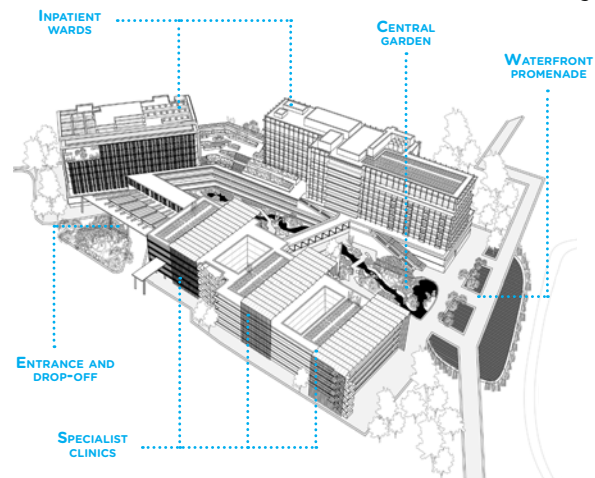 Inpatient
wards
Central
garden
Waterfront
promenade
Entrance and
drop-off
Specialist
clinics